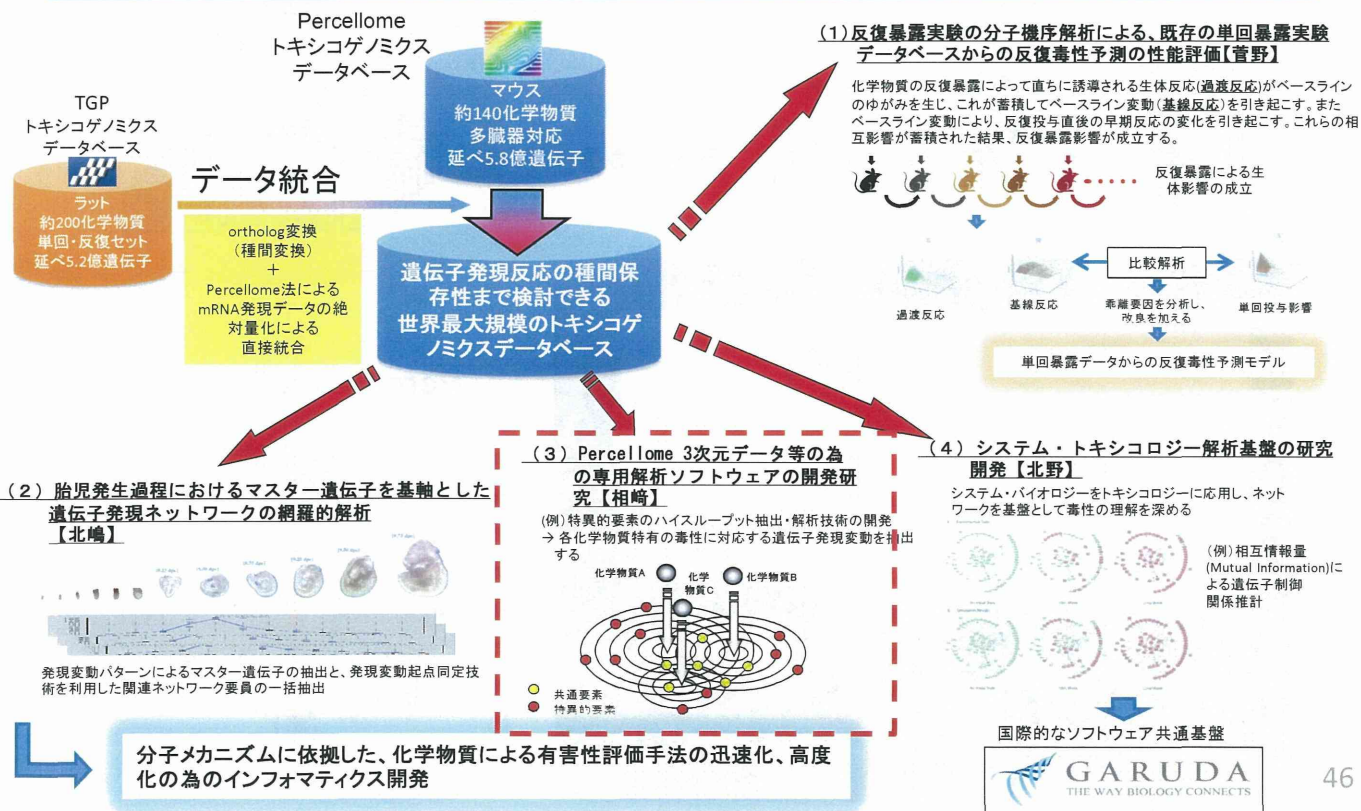 Percellome
トキシコゲノミクス
データベース
マウス
約140化学物質
多臓器対応
延べ5.8億遺伝子
TGP
トキシコゲノミクス
データベース
ラット
約200化学物質
単回・反復セット
延べ5.2億遺伝子
データ統合
ortholog変換
(種間変換)
+
Percellome法による
mRNA発現データの絶
対量化による
直接統合
遺伝子発現反応の種間保
存性まで検討できる
世界最大規模のトキシコゲ
ノミクスデータベース
(1)反復暴露実験の分子機序解析による、既存の単回暴露実験
データベースからの反復毒性予測の性能評価【菅野】
化学物質の反復暴露によって直ちに誘導される生体反応(過渡反応)がベースライン
のゆがみを生じ、これが蓄積してベースライン変動(基線反応)を引き起こす。また
ベースライン変動により、反復投与直後の早期反応の変化を引き起こす。これらの相
互影響が蓄積された結果、反復暴露影響が成立する。
反復暴露による生
体影響の成立
比較解析
過渡反応
基線反応
乖離要因を分析し、
改良を加える
単回投与影響
単回暴露データからの反復毒性予測モデル
(2)胎児発生過程におけるマスター遺伝子を基軸とした
遺伝子発現ネットワークの網羅的解析
【北嶋】
発現変動パターンによるマスター遺伝子の抽出と、発現変動起点同定技
術を利用した関連ネットワーク要員の一括抽出
(3)Percellome 3次元データ等の為
の専用解析ソフトウェアの開発研
究【相﨑】
(例)特異的要素のハイスループット抽出・解析技術の開発
→ 各化学物質特有の毒性に対応する遺伝子発現変動を抽出
する
化学物質A
化学
物質C
化学物質B
共通要素
特異的要素
(4)システム・トキシコロジー解析基盤の研究
開発【北野】
システム・バイオロジーをトキシコロジーに応用し、ネット
ワークを基盤として毒性の理解を深める
(例)相互情報量
(Mutual Information)に
よる遺伝子制御
関係推計
国際的なソフトウェア共通基盤
GARUDA
THE WAY BIOLOGY CONNECTS
分子メカニズムに依拠した、化学物質による有害性評価手法の迅速化、高度
化の為のインフォマティクス開発
46